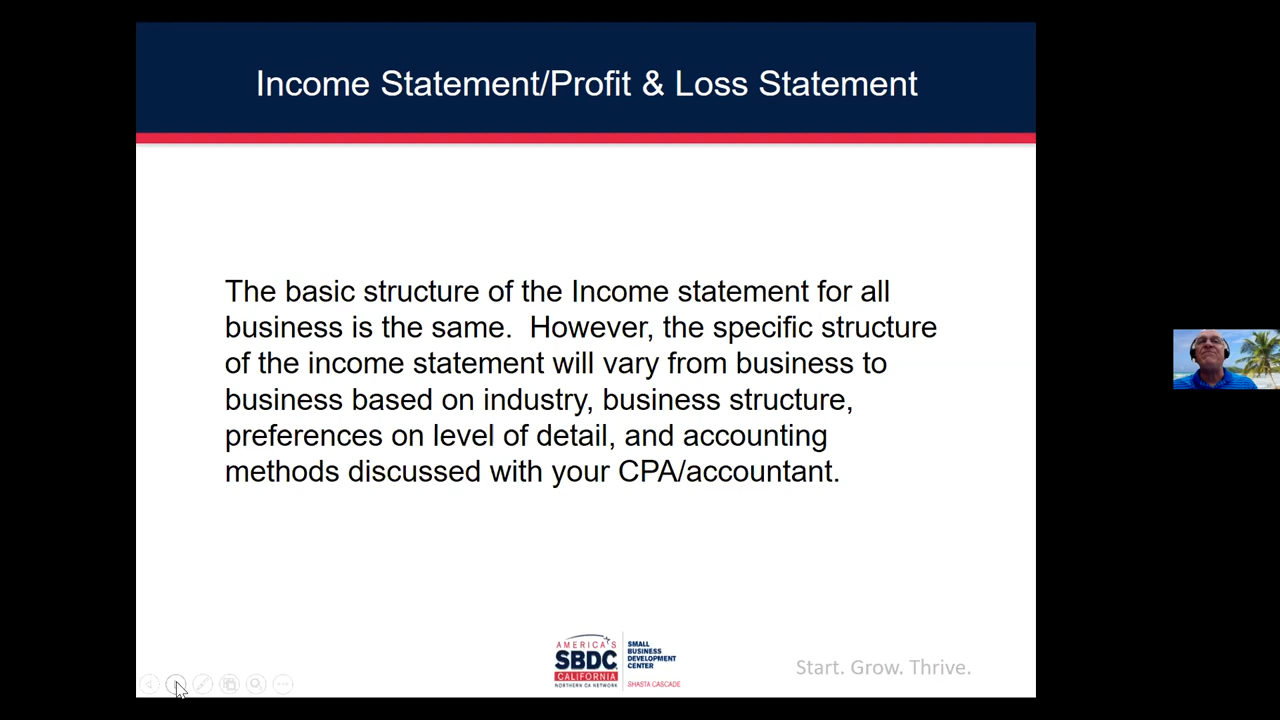 Income Statement/Profit & Loss Statement
The basic structure of the Income statement for all
business is the same.  However, the specific structure
of the income statement will vary from business to
business based on industry, business structure,
preferences on level of detail, and accounting
methods discussed with your CPA/accountant.
AMERICA'S
SBDC
CALIFORNIA
NORTHERN CA NETWORK
SMALL
BUSINESS
DEVELOPMENT
CENTER
SHASTA CASCADE
Start. Grow. Thrive.